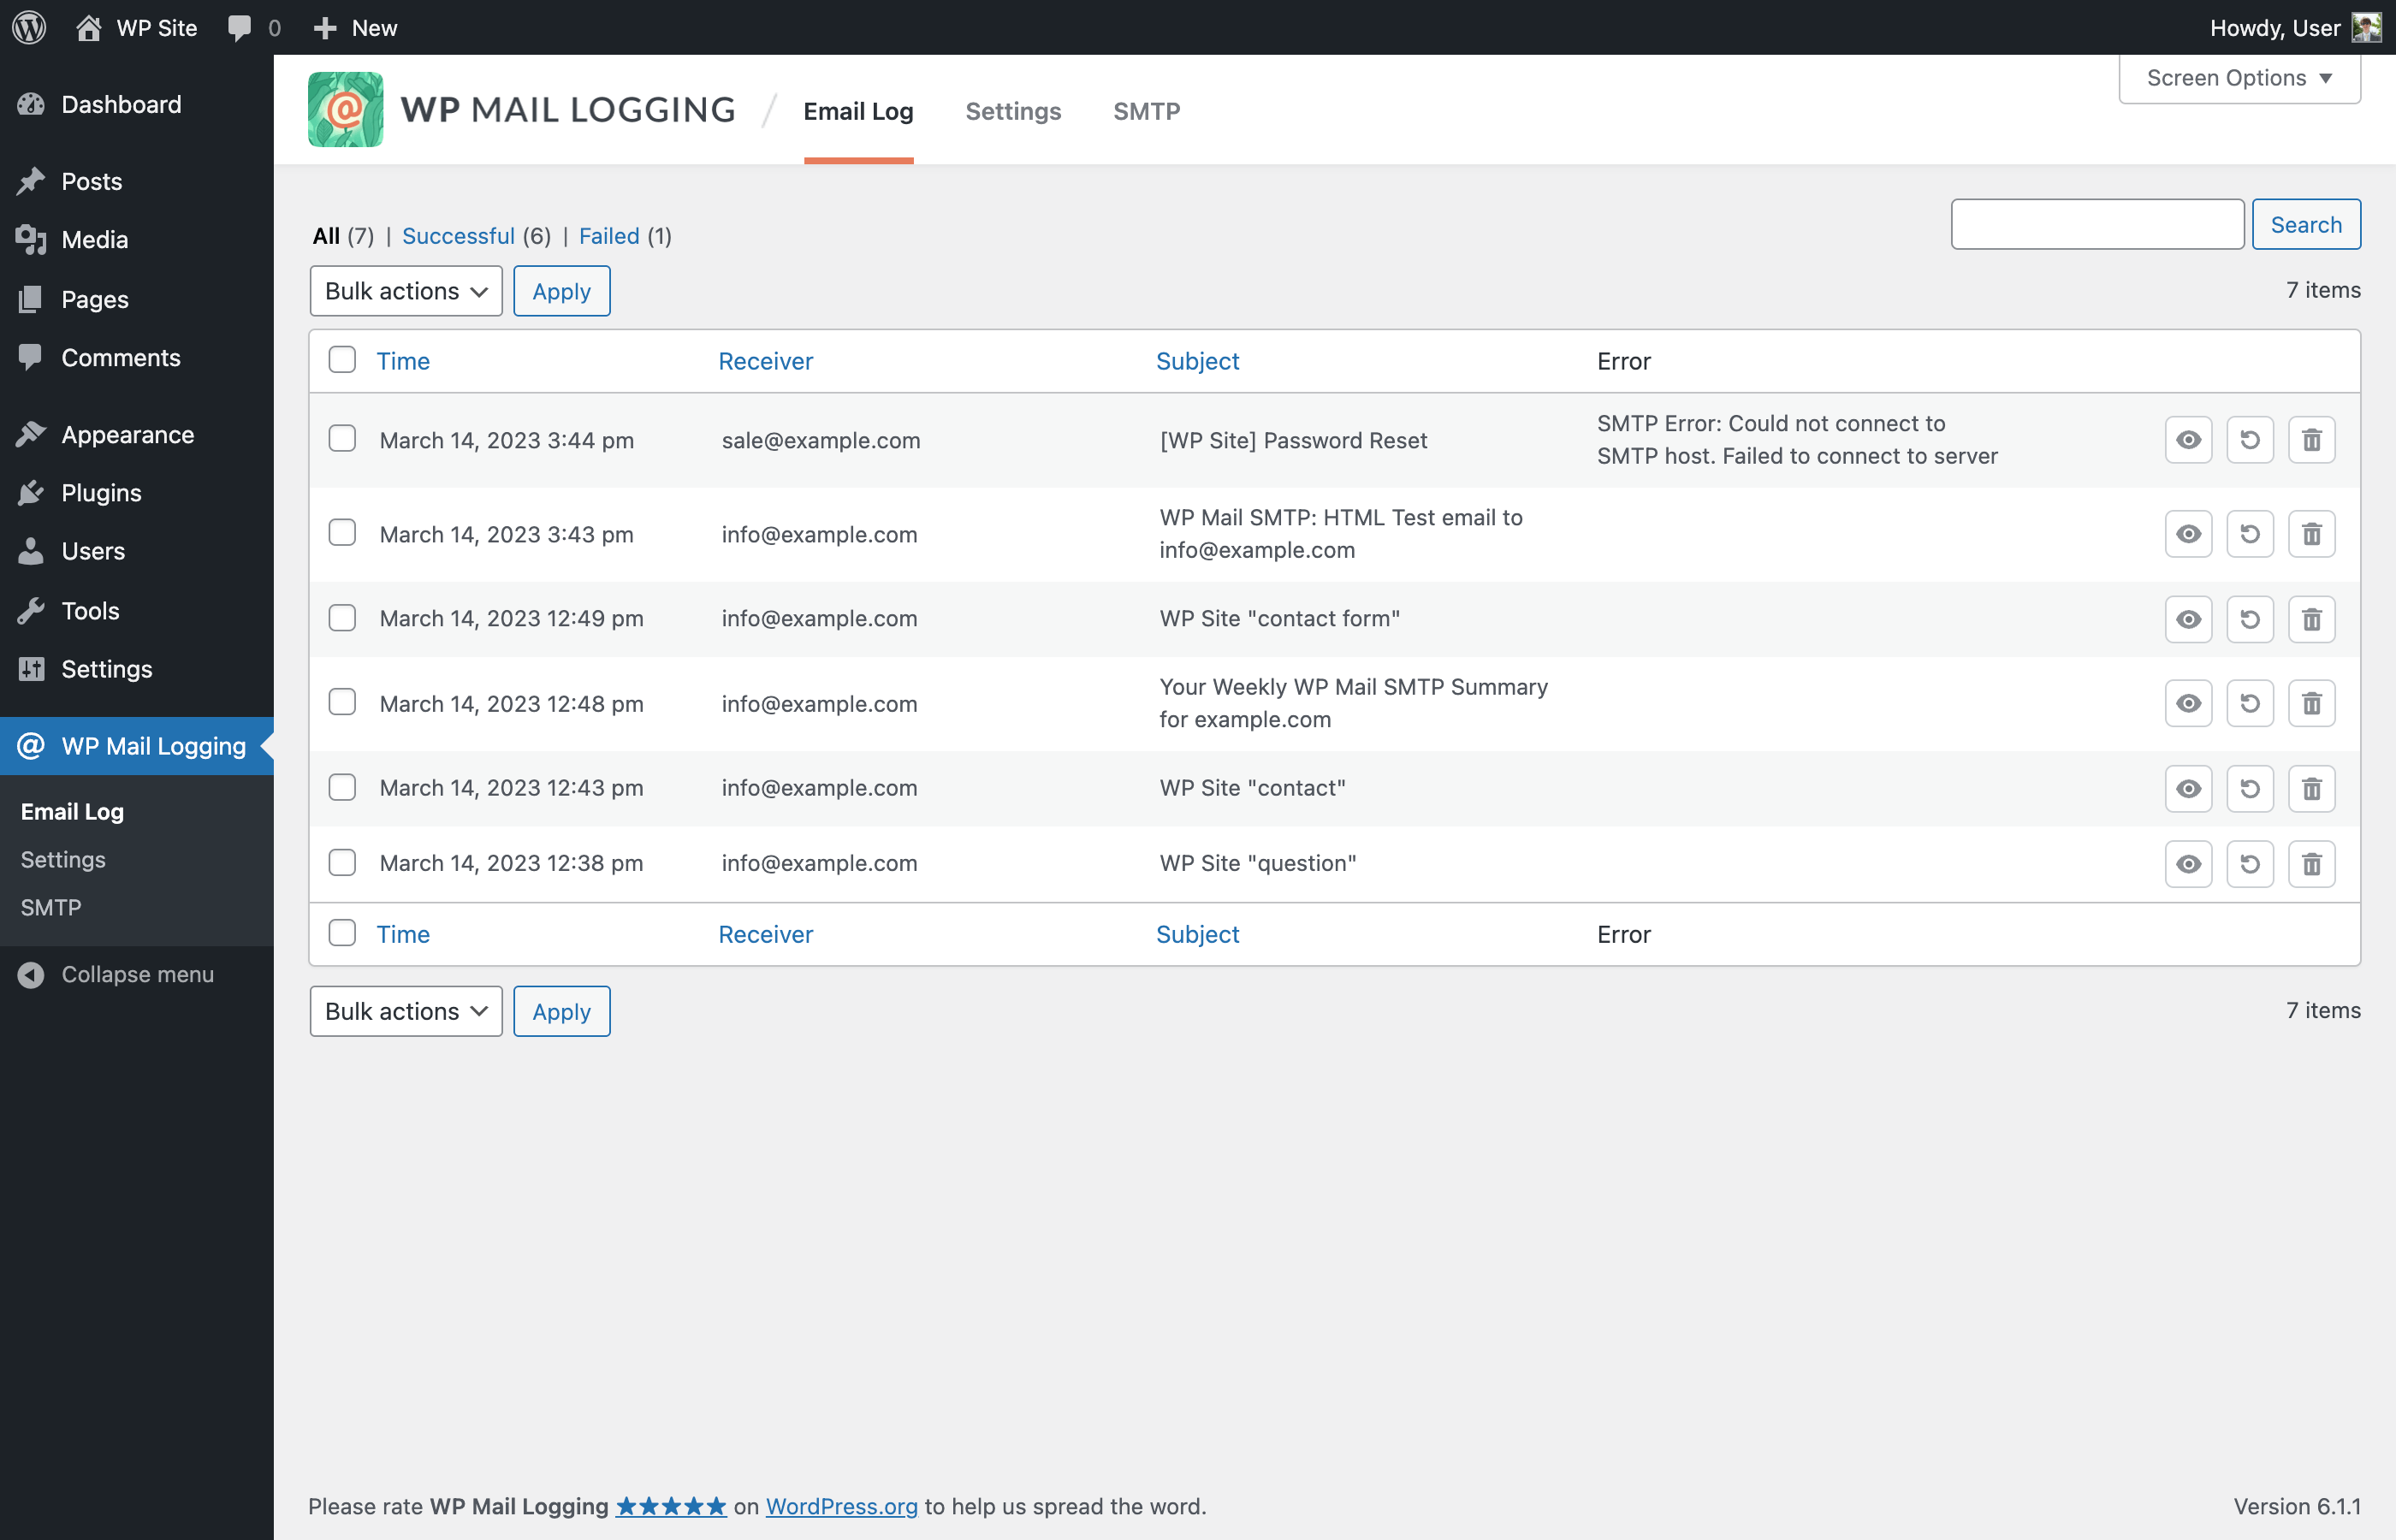 WP Site 0 New Howdy, User
Dashboard
Posts
Media
Pages
Comments
Appearance
Plugins
Users
Tools
Settings
@ WP Mail Logging
Email Log
Settings
SMTP
Collapse menu
@ WP MAIL LOGGING / Email Log Settings SMTP
Screen Options ▼
All (7) | Successful (6) | Failed (1)
Search
Bulk actions Apply
7 items
Time Receiver Subject Error
March 14, 2023 3:44 pm sale@example.com [WP Site] Password Reset SMTP Error: Could not connect to
SMTP host. Failed to connect to server
March 14, 2023 3:43 pm info@example.com WP Mail SMTP: HTML Test email to
info@example.com
March 14, 2023 12:49 pm info@example.com WP Site "contact form"
March 14, 2023 12:48 pm info@example.com Your Weekly WP Mail SMTP Summary
for example.com
March 14, 2023 12:43 pm info@example.com WP Site "contact"
March 14, 2023 12:38 pm info@example.com WP Site "question"
Time Receiver Subject Error
Bulk actions Apply
7 items
Please rate WP Mail Logging ★★★★★ on WordPress.org to help us spread the word.
Version 6.1.1